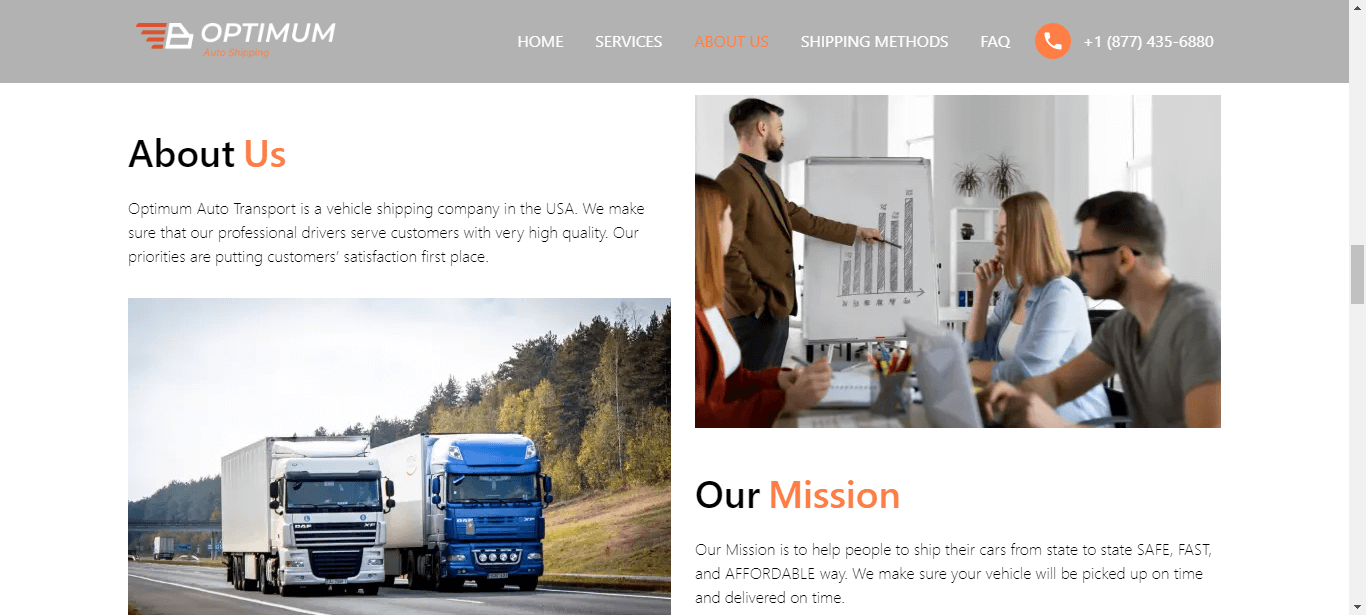 OPTIMUM
Auto Shipping
HOME SERVICES ABOUT US SHIPPING METHODS FAQ +1 (877) 435-6880
About Us
Optimum Auto Transport is a vehicle shipping company in the USA. We make
sure that our professional drivers serve customers with very high quality. Our
priorities are putting customers’ satisfaction first place.
DAF XF
DAF XF
Our Mission
Our Mission is to help people to ship their cars from state to state SAFE, FAST,
and AFFORDABLE way. We make sure your vehicle will be picked up on time
and delivered on time.